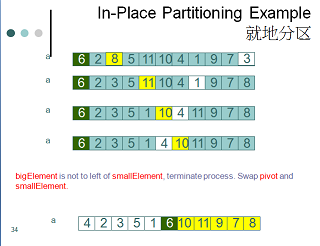 In-Place Partitioning Example
就地分区
a 6 2 8 5 11 10 4 1 9 7 3
a 6 2 3 5 11 10 4 1 9 7 8
a 6 2 3 5 1 10 4 11 9 7 8
a 6 2 3 5 1 4 10 11 9 7 8
bigElement is not to left of smallElement, terminate process. Swap pivot and
smallElement.
a 4 2 3 5 1 6 10 11 9 7 8
34